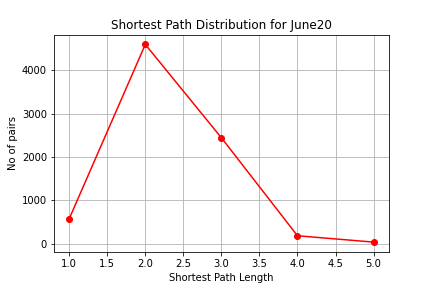 Shortest Path Distribution for June20
No of pairs
4000
3000
2000
1000
0
1.0 1.5 2.0 2.5 3.0 3.5 4.0 4.5 5.0
Shortest Path Length